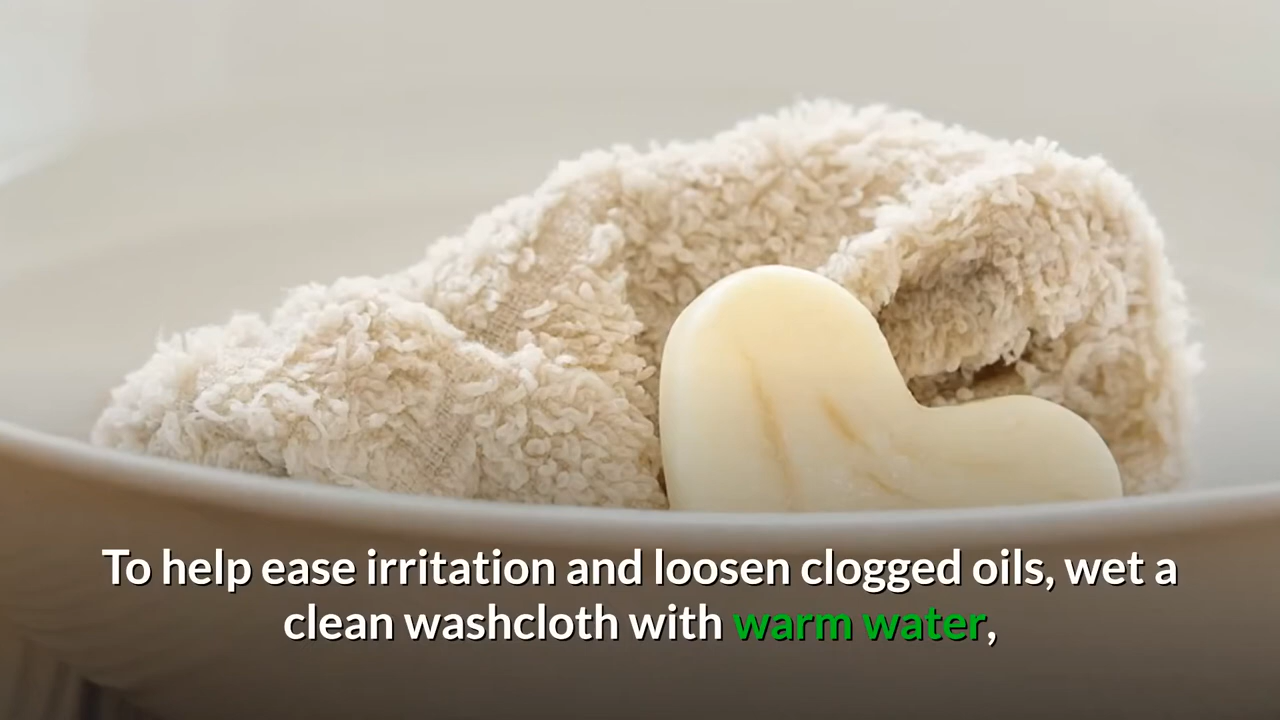 To help ease irritation and loosen clogged oils, wet a
clean washcloth with warm water,